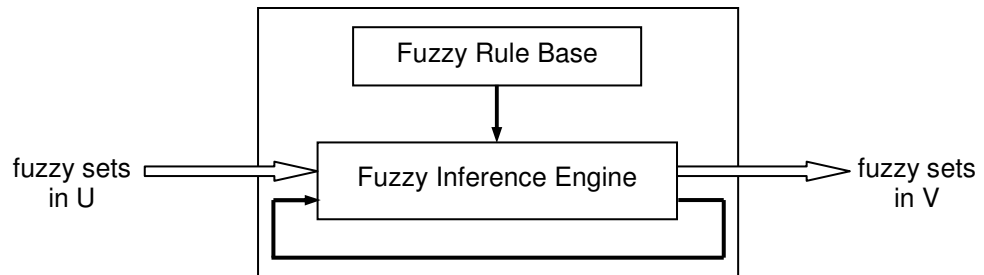 Fuzzy Rule Base
fuzzy sets
in U
Fuzzy Inference Engine
fuzzy sets
in V